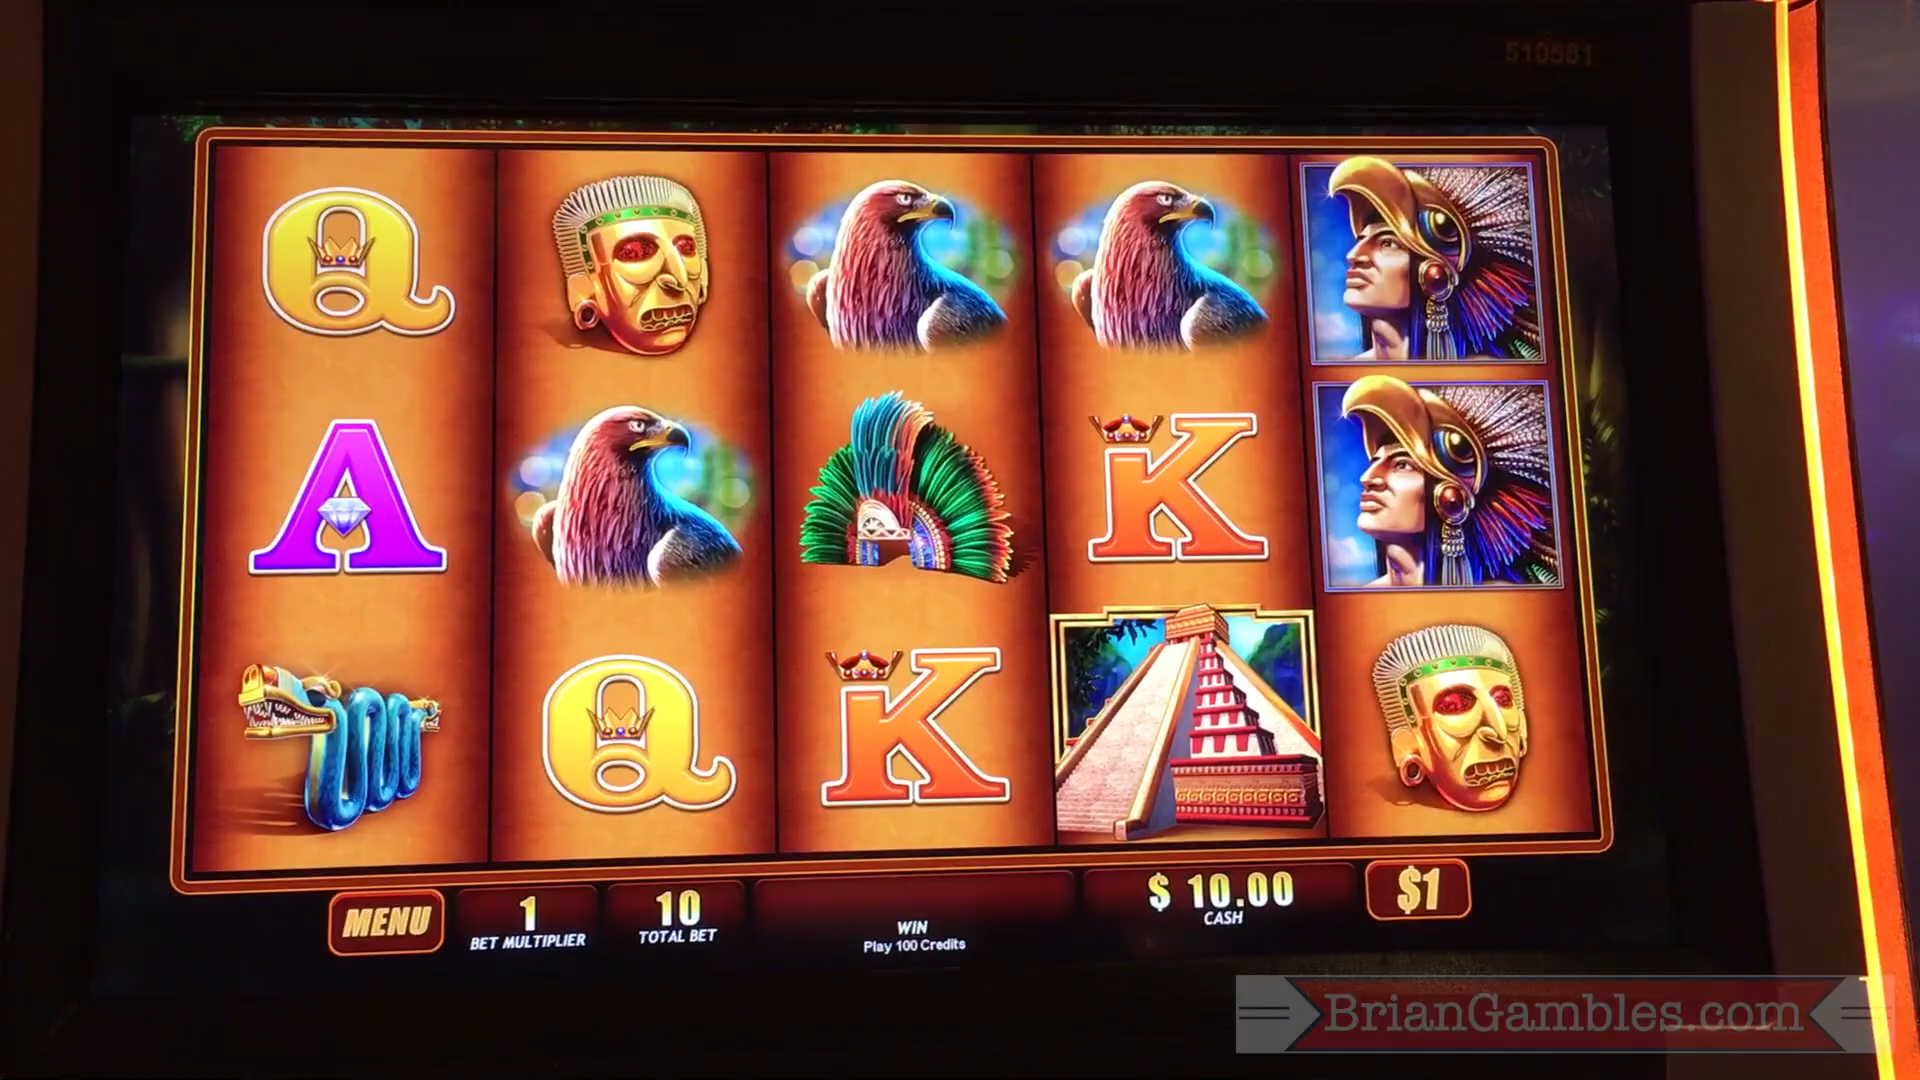 510581
Q
A
Q
K
K
MENU
1
BET MULTIPLIER
10
TOTAL BET
WIN
Play 100 Credits
$ 10.00
CASH
$1
BrianGambles.com